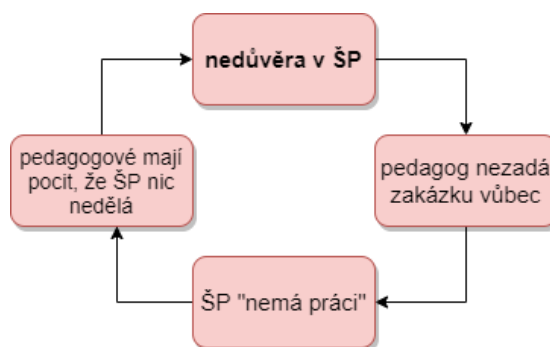 nedůvěra v ŠP
pedagogové mají
pocit, že ŠP nic
nedělá
pedagog nezadá
zakázku vůbec
ŠP "nemá práci"